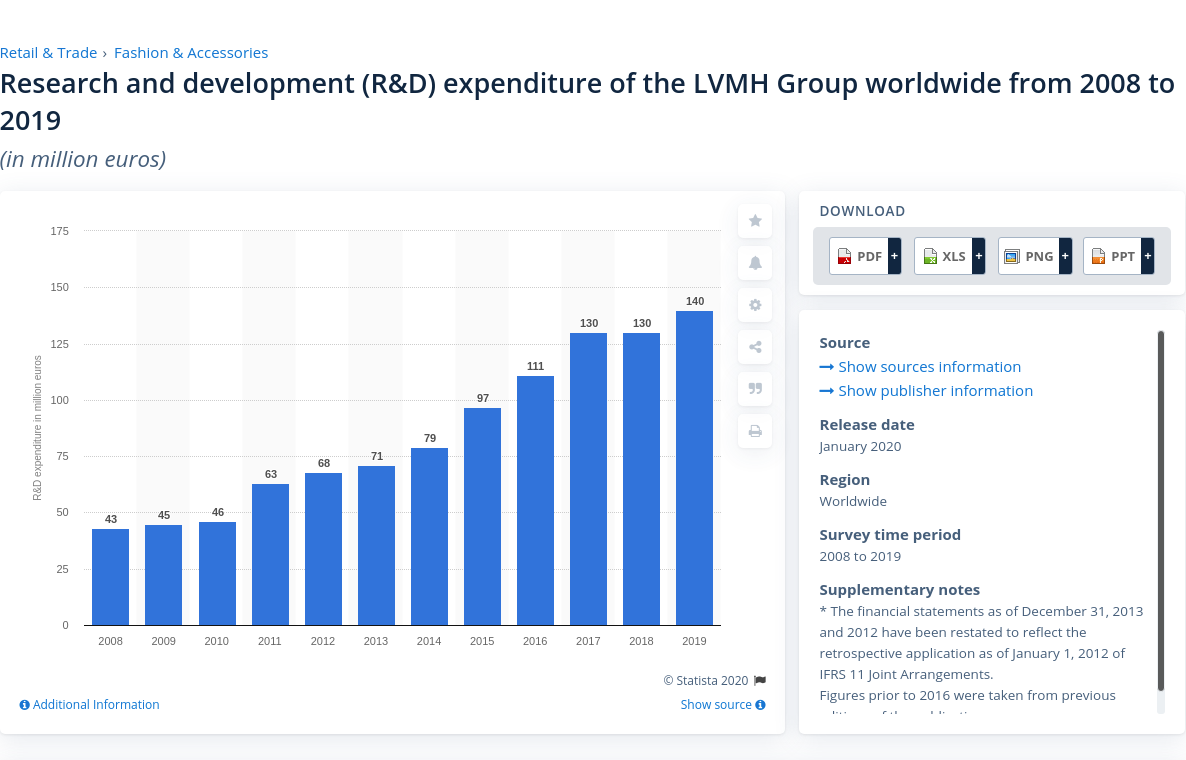 Retail & Trade › Fashion & Accessories
Research and development (R&D) expenditure of the LVMH Group worldwide from 2008 to
2019
(in million euros)
R&D expenditure in million euros
175
150
125
100
75
50
25
0
43
45
46
63
68
71
79
97
111
130
130
140
2008 2009 2010 2011 2012 2013 2014 2015 2016 2017 2018 2019
© Statista 2020
Additional Information
Show source
DOWNLOAD
PDF + XLS + PNG + PPT +
Source
Show sources information
Show publisher information
Release date
January 2020
Region
Worldwide
Survey time period
2008 to 2019
Supplementary notes
* The financial statements as of December 31, 2013
and 2012 have been restated to reflect the
retrospective application as of January 1, 2012 of
IFRS 11 Joint Arrangements.
Figures prior to 2016 were taken from previous